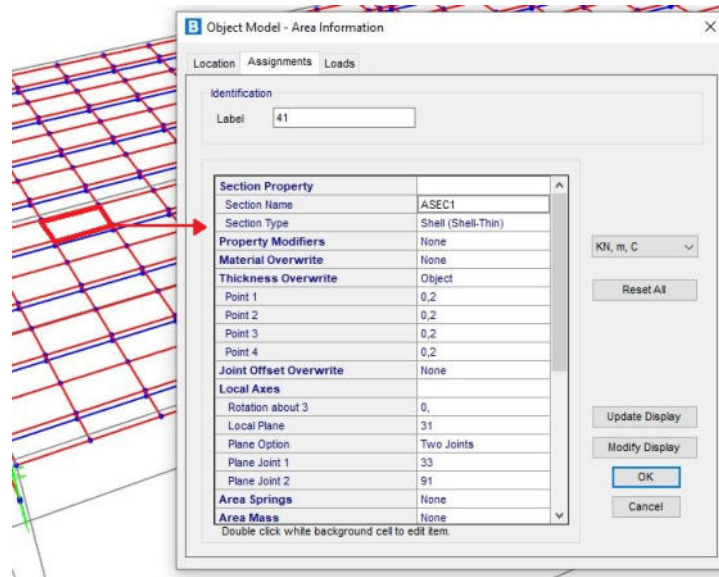 B Object Model - Area Information
Location Assignments Loads
Identification
Label 41
Section Property
Section Name ASEC1
Section Type Shell (Shell-Thin)
Property Modifiers None
Material Overwrite None
Thickness Overwrite Object
Point 1 0,2
Point 2 0,2
Point 3 0,2
Point 4 0,2
Joint Offset Overwrite None
Local Axes
Rotation about 3 0,
Local Plane 31
Plane Option Two Joints
Plane Joint 1 33
Plane Joint 2 91
Area Springs None
Area Mass None
Double click white background cell to edit item.
KN, m, C
Reset All
Update Display
Modify Display
OK
Cancel